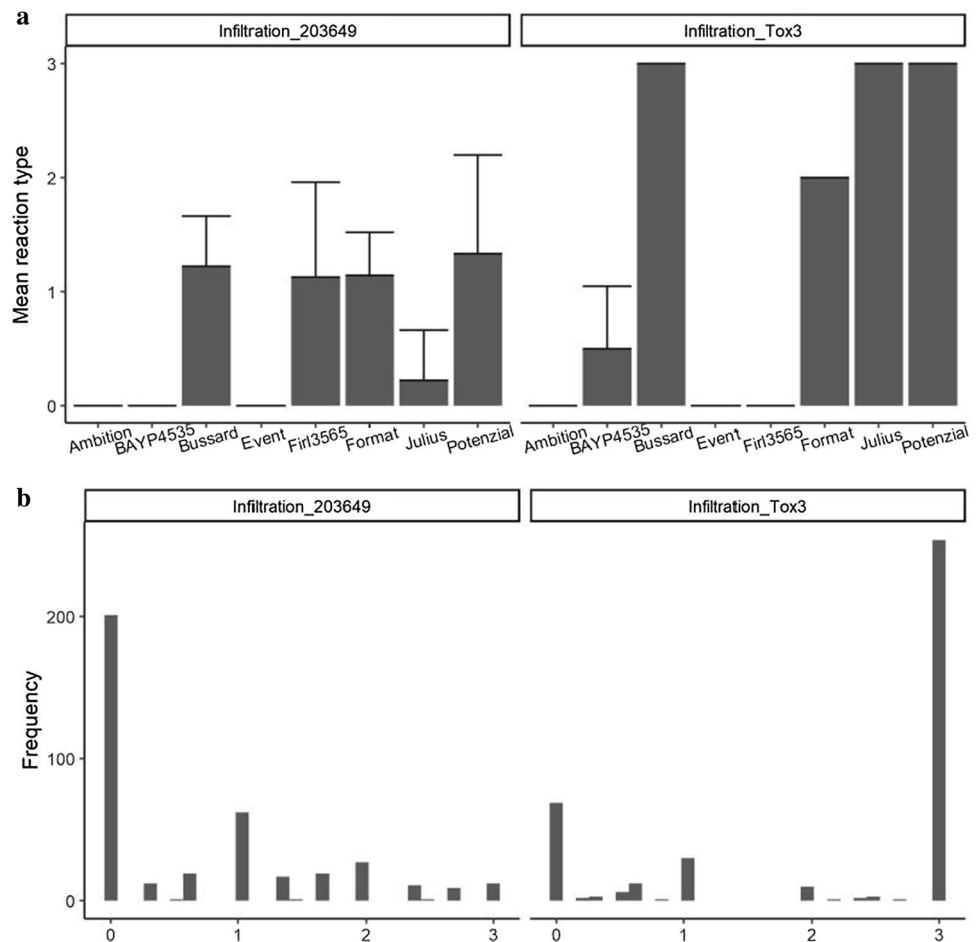 a
Infiltration_203649
Infiltration_Tox3
Mean reaction type
3
2
1
0
Ambition BAYP4535 Bussard Event Firl3565 Format Julius Potenzial
Ambition BAYP4535 Bussard Event Firl3565 Format Julius Potenzial
b
Infiltration_203649
Infiltration_Tox3
Frequency
200
100
0
0 1 2 3
0 1 2 3